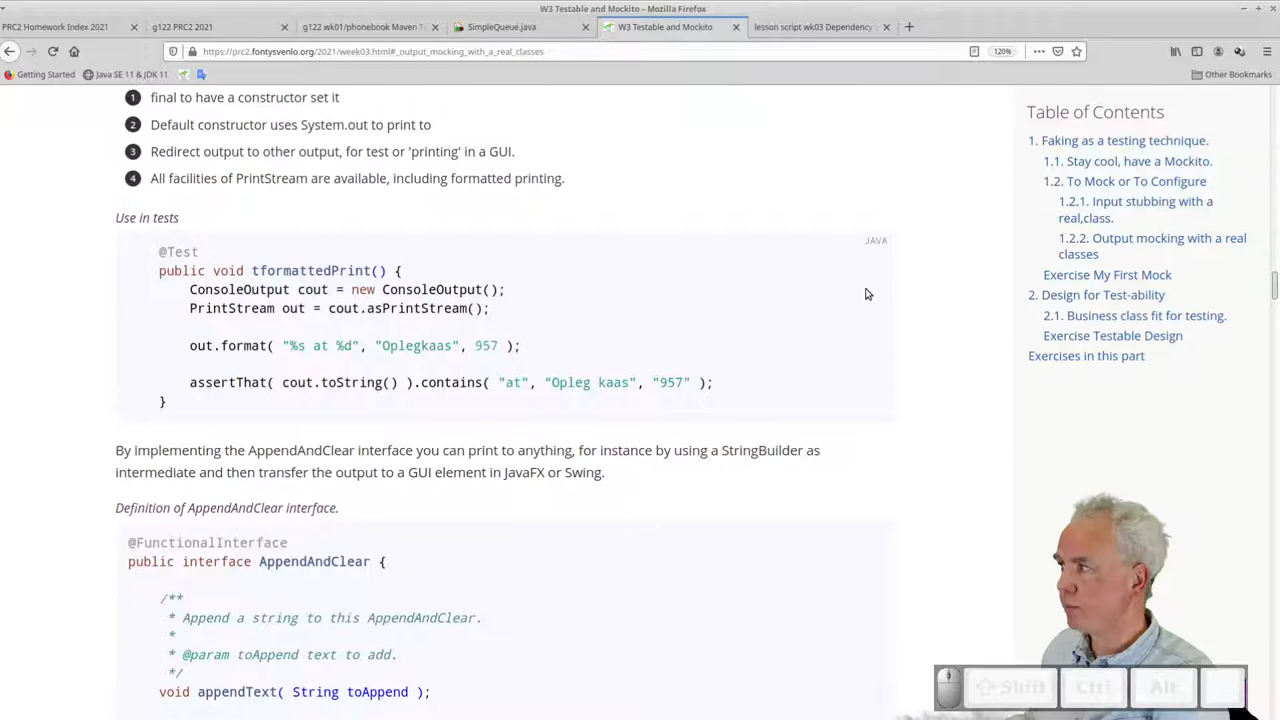 W3 Testable and Mockito - Mozilla Firefox
PRC2 Homework Index 2021
g122 PRC2 2021
g122 wk01/phonebook Maven T
SimpleQueue.java
W3 Testable and Mockito
lesson script wk03 Dependency
https://prc2.fontysvenlo.org/2021/week03.html#_output_mocking_with_a_real_classes
120%
Getting Started
Java SE 11 & JDK 11
Other Bookmarks
1 final to have a constructor set it
2 Default constructor uses System.out to print to
3 Redirect output to other output, for test or 'printing' in a GUI.
4 All facilities of PrintStream are available, including formatted printing.
Use in tests
JAVA
@Test
public void tformattedPrint() {
ConsoleOutput cout = new ConsoleOutput();
PrintStream out = cout.asPrintStream();
out.format( "%s at %d", "Oplegkaas", 957 );
assertThat( cout.toString() ).contains( "at", "Opleg kaas", "957" );
}
By implementing the AppendAndClear interface you can print to anything, for instance by using a StringBuilder as
intermediate and then transfer the output to a GUI element in JavaFX or Swing.
Definition of AppendAndClear interface.
@FunctionalInterface
public interface AppendAndClear {
/**
* Append a string to this AppendAndClear.
*
* @param toAppend text to add.
*/
void appendText( String toAppend );
Table of Contents
1. Faking as a testing technique.
1.1. Stay cool, have a Mockito.
1.2. To Mock or To Configure
1.2.1. Input stubbing with a
real,class.
1.2.2. Output mocking with a real
classes
Exercise My First Mock
2. Design for Test-ability
2.1. Business class fit for testing.
Exercise Testable Design
Exercises in this part
Shift
Ctrl
Alt